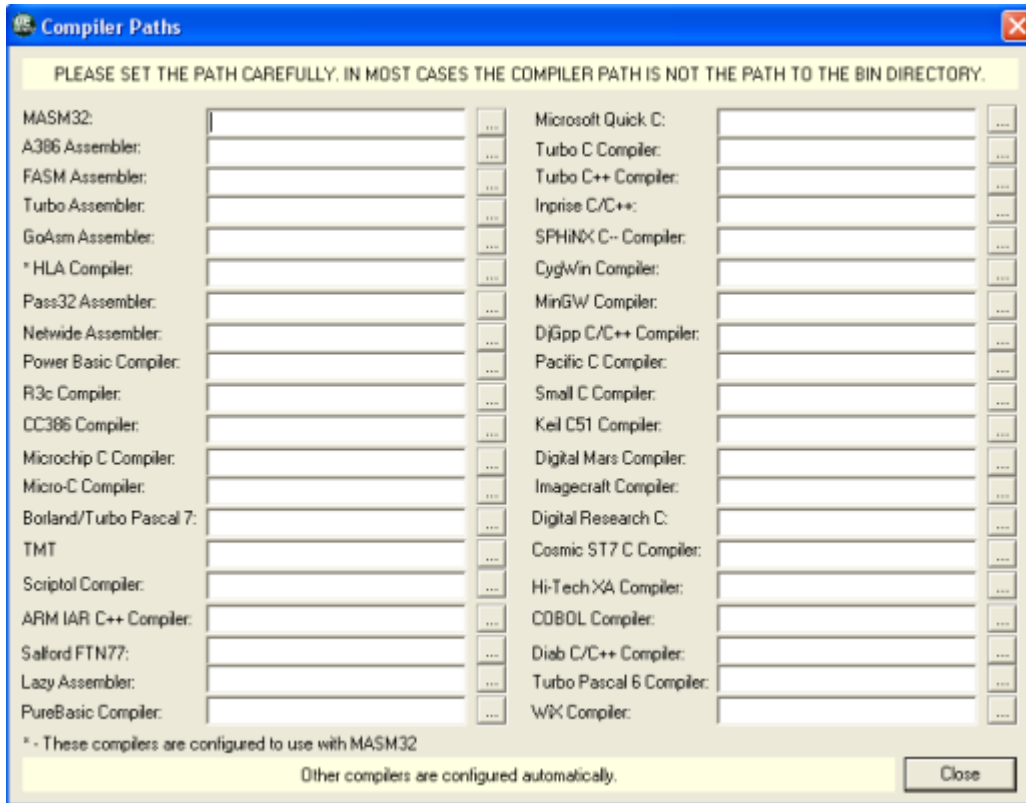 Compiler Paths
PLEASE SET THE PATH CAREFULLY. IN MOST CASES THE COMPILER PATH IS NOT THE PATH TO THE BIN DIRECTORY.
MASM32: ...
A386 Assembler: ...
FASM Assembler: ...
Turbo Assembler: ...
GoAsm Assembler: ...
* HLA Compiler: ...
Pass32 Assembler: ...
Netwide Assembler: ...
Power Basic Compiler: ...
R3c Compiler: ...
CC386 Compiler: ...
Microchip C Compiler: ...
Micro-C Compiler: ...
Borland/Turbo Pascal 7: ...
TMT ...
Scriptol Compiler: ...
ARM IAR C++ Compiler: ...
Salford FTN77: ...
Lazy Assembler: ...
PureBasic Compiler: ...
Microsoft Quick C: ...
Turbo C Compiler: ...
Turbo C++ Compiler: ...
Inprise C/C++: ...
SPHiNX C-- Compiler: ...
CygWin Compiler: ...
MinGW Compiler: ...
DjGpp C/C++ Compiler: ...
Pacific C Compiler: ...
Small C Compiler: ...
Keil C51 Compiler: ...
Digital Mars Compiler: ...
Imagecraft Compiler: ...
Digital Research C: ...
Cosmic ST7 C Compiler: ...
Hi-Tech XA Compiler: ...
COBOL Compiler: ...
Diab C/C++ Compiler: ...
Turbo Pascal 6 Compiler: ...
WiX Compiler: ...
* - These compilers are configured to use with MASM32
Other compilers are configured automatically.
Close